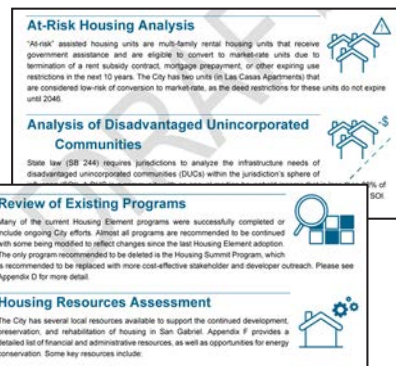 At-Risk Housing Analysis
"At-risk" assisted housing units are multi-family rental housing units that receive
government assistance and are eligible to convert to market-rate units due to
termination of a rent subsidy contract, mortgage prepayment, or other expiring use
restrictions in the next 10 years. The City has two units (in Las Casas Apartments) that
are considered low-risk of conversion to market-rate, as the deed restrictions for these units do not expire
until 2046.
Analysis of Disadvantaged Unincorporated
Communities
-$
State law (SB 244) requires jurisdictions to analyze the infrastructure needs of
disadvantaged unincorporated communities (DUCs) within the jurisdiction's sphere of
% of
SOI.
Review of Existing Programs
Many of the current Housing Element programs were successfully completed or
include ongoing City efforts. Almost all programs are recommended to be continued
with some being modified to reflect changes since the last Housing Element adoption.
The only program recommended to be deleted is the Housing Summit Program, which
is recommended to be replaced with more cost-effective stakeholder and developer outreach. Please see
Appendix D for more detail.
Housing Resources Assessment
The City has several local resources available to support the continued development,
preservation, and rehabilitation of housing in San Gabriel. Appendix F provides a
detailed list of financial and administrative resources, as well as opportunities for energy
conservation. Some key resources include: